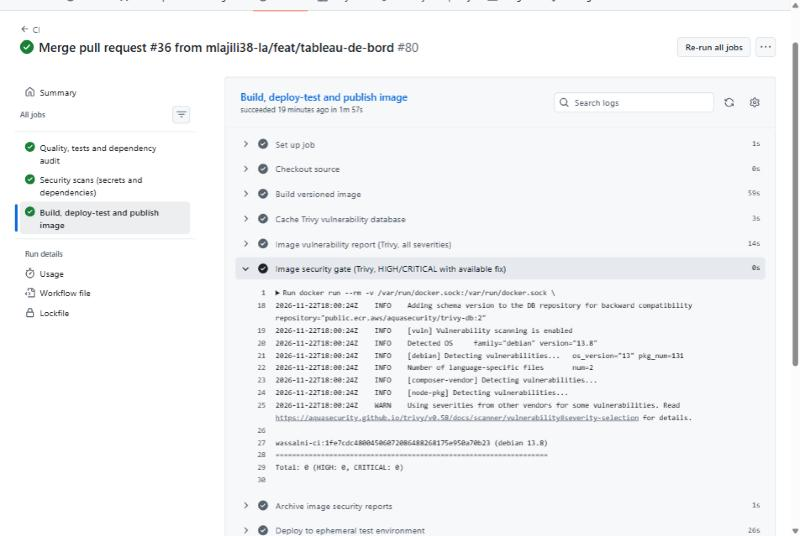 ← CI
Merge pull request #36 from mlajili38-la/feat/tableau-de-bord #80
Re-run all jobs
...
Summary
All jobs
Quality, tests and dependency
audit
Security scans (secrets and
dependencies)
Build, deploy-test and publish
image
Run details
Usage
Workflow file
Lockfile
Build, deploy-test and publish image
succeeded 19 minutes ago in 1m 57s
Search logs
Set up job 1s
Checkout source 0s
Build versioned image 59s
Cache Trivy vulnerability database 3s
Image vulnerability report (Trivy, all severities) 14s
Image security gate (Trivy, HIGH/CRITICAL with available fix) 0s
1 ▶ Run docker run --rm -v /var/run/docker.sock:/var/run/docker.sock \
18 2026-11-22T18:00:24Z INFO Adding schema version to the DB repository for backward compatibility
repository="public.ecr.aws/aquasecurity/trivy-db:2"
19 2026-11-22T18:00:24Z INFO [vuln] Vulnerability scanning is enabled
20 2026-11-22T18:00:24Z INFO Detected OS family="debian" version="13.8"
21 2026-11-22T18:00:24Z INFO [debian] Detecting vulnerabilities... os_version="13" pkg_num=131
22 2026-11-22T18:00:24Z INFO Number of language-specific files num=2
23 2026-11-22T18:00:24Z INFO [composer-vendor] Detecting vulnerabilities...
24 2026-11-22T18:00:24Z INFO [node-pkg] Detecting vulnerabilities...
25 2026-11-22T18:00:24Z WARN Using severities from other vendors for some vulnerabilities. Read
https://aquasecurity.github.io/trivy/v0.58/docs/scanner/vulnerability#severity-selection for details.
26
27 (debian 13.8)
28 ==================================================================
29 Total: 0 (HIGH: 0, CRITICAL: 0)
30
Archive image security reports 1s
Deploy to ephemeral test environment 26s